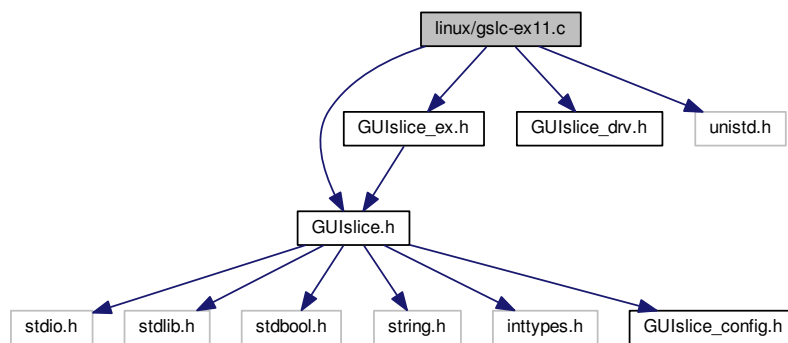 linux/gslc-ex11.c
GUIslice_ex.h
GUIslice_drv.h
unistd.h
GUIslice.h
stdio.h
stdlib.h
stdbool.h
string.h
inttypes.h
GUIslice_config.h